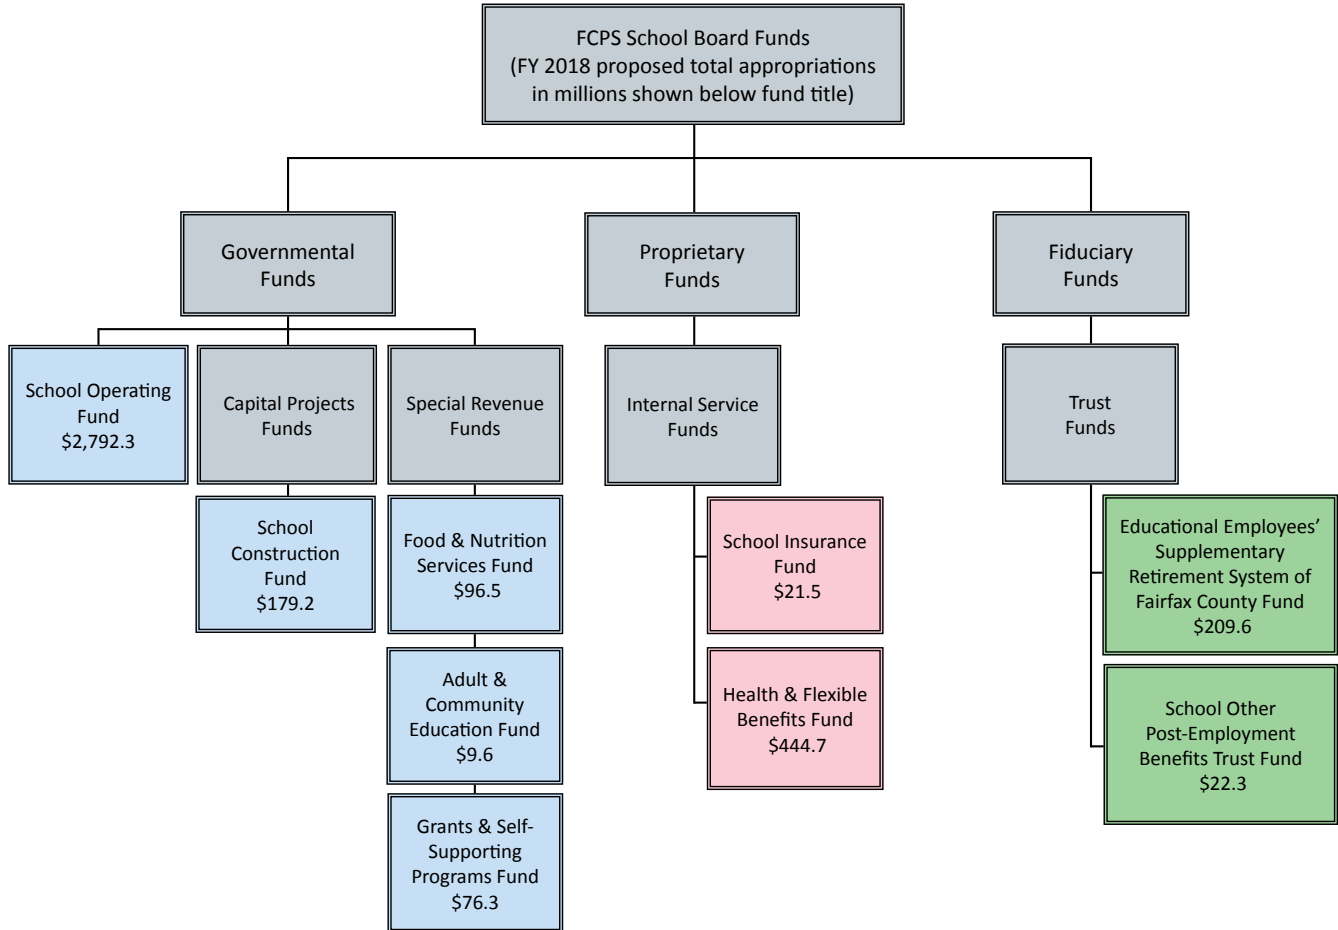 FCPS School Board Funds
(FY 2018 proposed total appropriations
in millions shown below fund title)
Governmental
Funds
Proprietary
Funds
Fiduciary
Funds
School Operating
Fund
$2,792.3
Capital Projects
Funds
Special Revenue
Funds
Internal Service
Funds
Trust
Funds
School
Construction
Fund
$179.2
Food & Nutrition
Services Fund
$96.5
School Insurance
Fund
$21.5
Educational Employees’
Supplementary
Retirement System of
Fairfax County Fund
$209.6
Adult &
Community
Education Fund
$9.6
Health & Flexible
Benefits Fund
$444.7
School Other
Post-Employment
Benefits Trust Fund
$22.3
Grants & Self-
Supporting
Programs Fund
$76.3